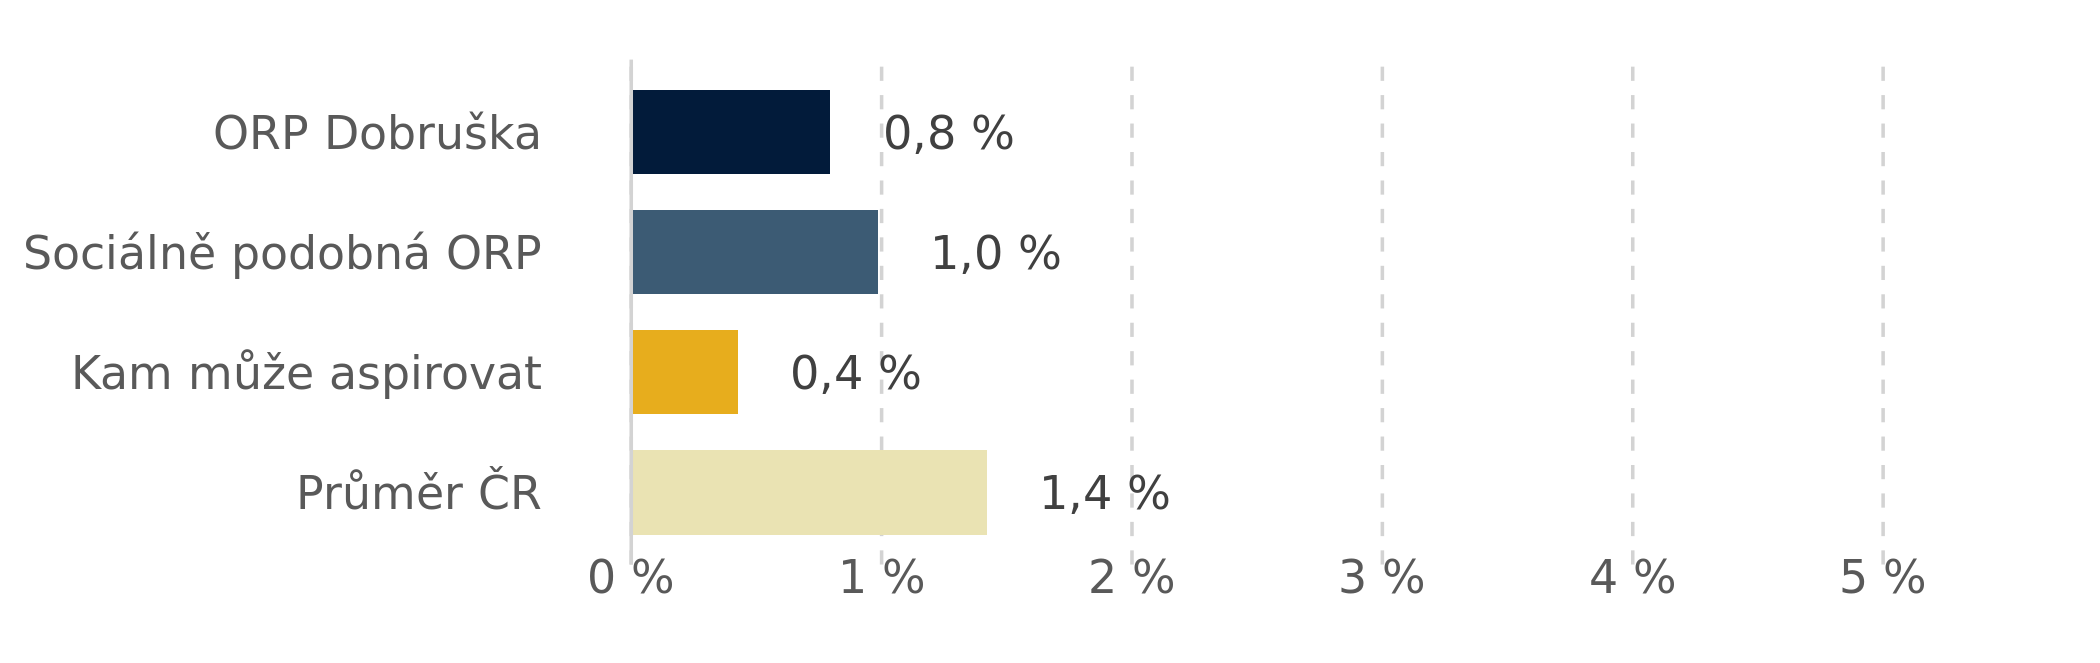 ORP Dobruška 0,8 %
Sociálně podobná ORP 1,0 %
Kam může aspirovat 0,4 %
Průměr ČR 1,4 %
0 % 1 % 2 % 3 % 4 % 5 %